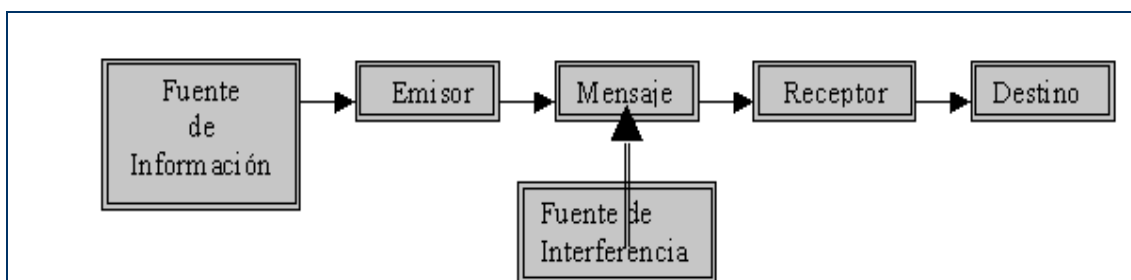 Fuente
de
Información
Emisor
Mensaje
Receptor
Destino
Fuente de
Interferencia